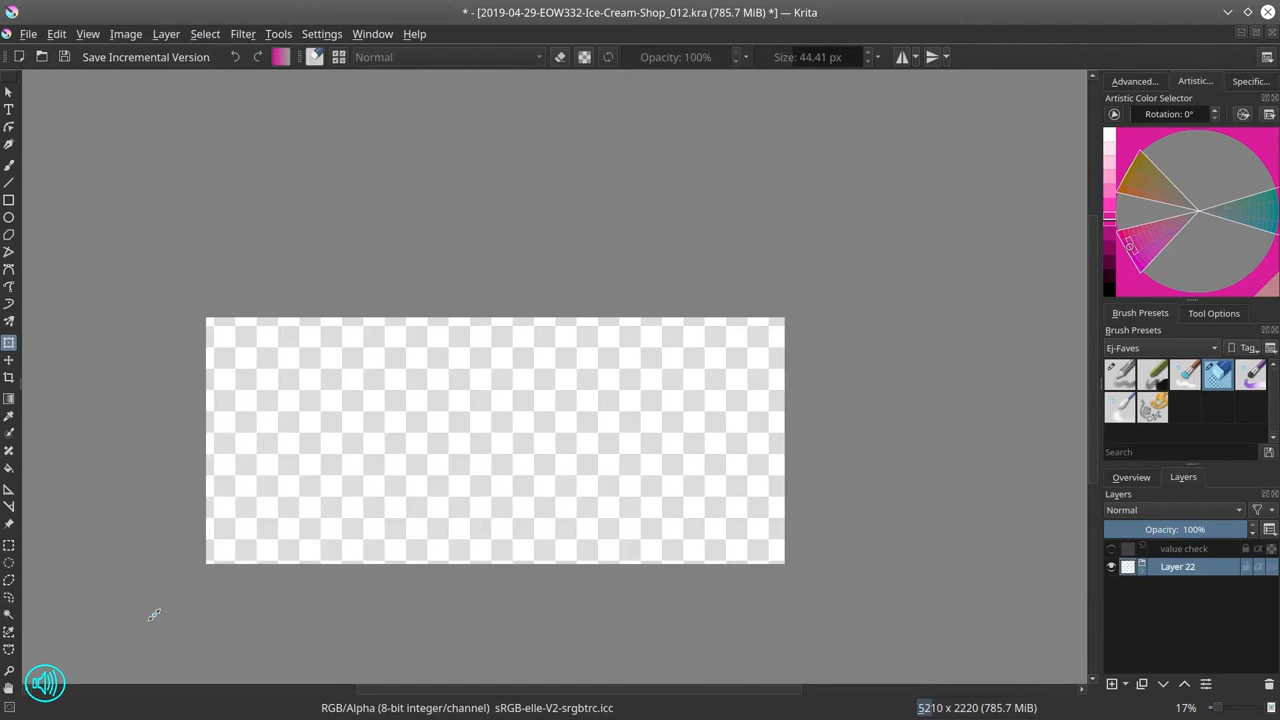 * - [2019-04-29-EOW332-Ice-Cream-Shop_012.kra (785.7 MiB) *] — Krita
File Edit View Image Layer Select Filter Tools Settings Window Help
Save Incremental Version
Normal
Opacity: 100%
Size: 44.41 px
Advanced... Artistic... Specific...
Artistic Color Selector
Rotation: 0°
Brush Presets Tool Options
Brush Presets
Ej-Faves
Tag
Search
Overview Layers
Layers
Normal
Opacity: 100%
value check
Layer 22
RGB/Alpha (8-bit integer/channel) sRGB-elle-V2-srgbtrc.icc
5210 x 2220 (785.7 MiB)
17%